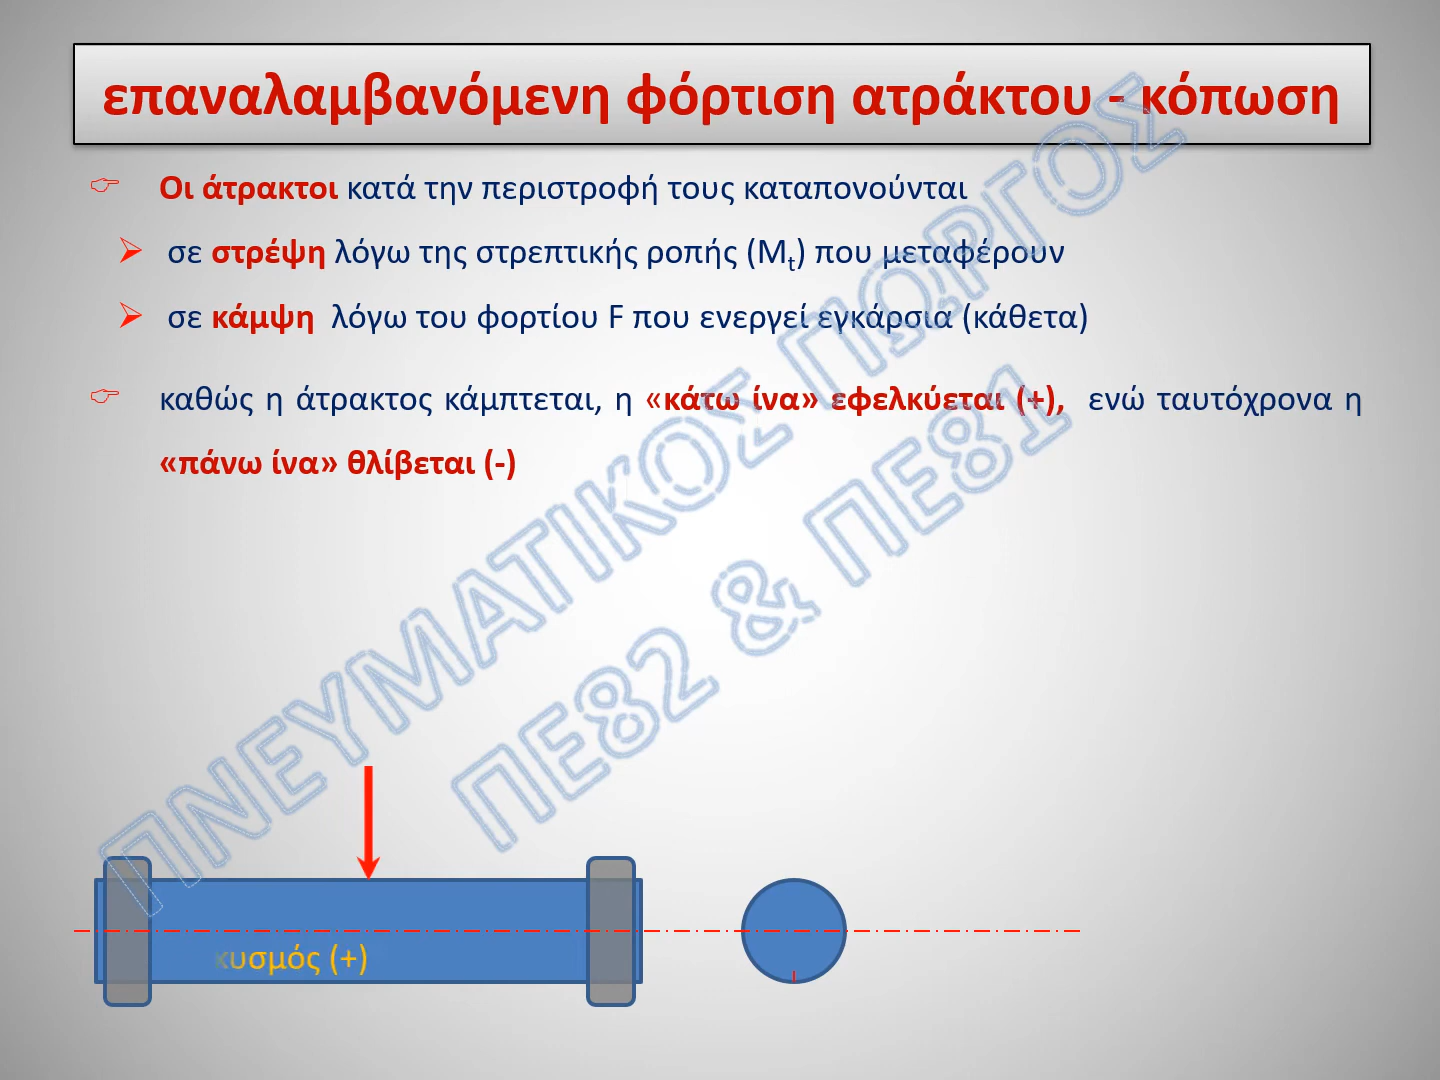 επαναλαμβανόμενη φόρτιση ατράκτου - κόπωση
Οι άτρακτοι κατά την περιστροφή τους καταπονούνται
σε στρέψη λόγω της στρεπτικής ροπής (Mt) που μεταφέρουν
σε κάμψη λόγω του φορτίου F που ενεργεί εγκάρσια (κάθετα)
καθώς η άτρακτος κάμπτεται, η «κάτω ίνα» εφελκύεται (+), ενώ ταυτόχρονα η
«πάνω ίνα» θλίβεται (-)
ΠΝΕΥΜΑΤΙΚΟΣ ΓΙΩΡΓΟΣ
ΠΕ82 & ΠΕ81
κυσμός (+)